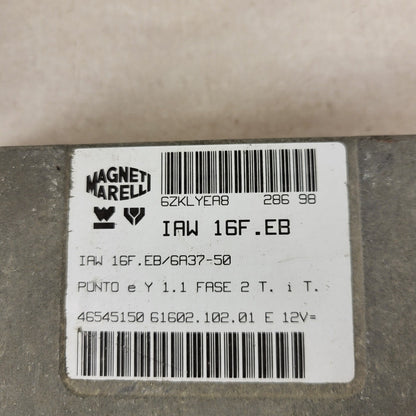 MAGNETI
MARELLI
6ZKLYEA8 286 98
IAW 16F.EB
IAW 16F.EB/6A37-50
PUNTO e Y 1.1 FASE 2 T. i T.
46545150 61602.102.01 E 12V=